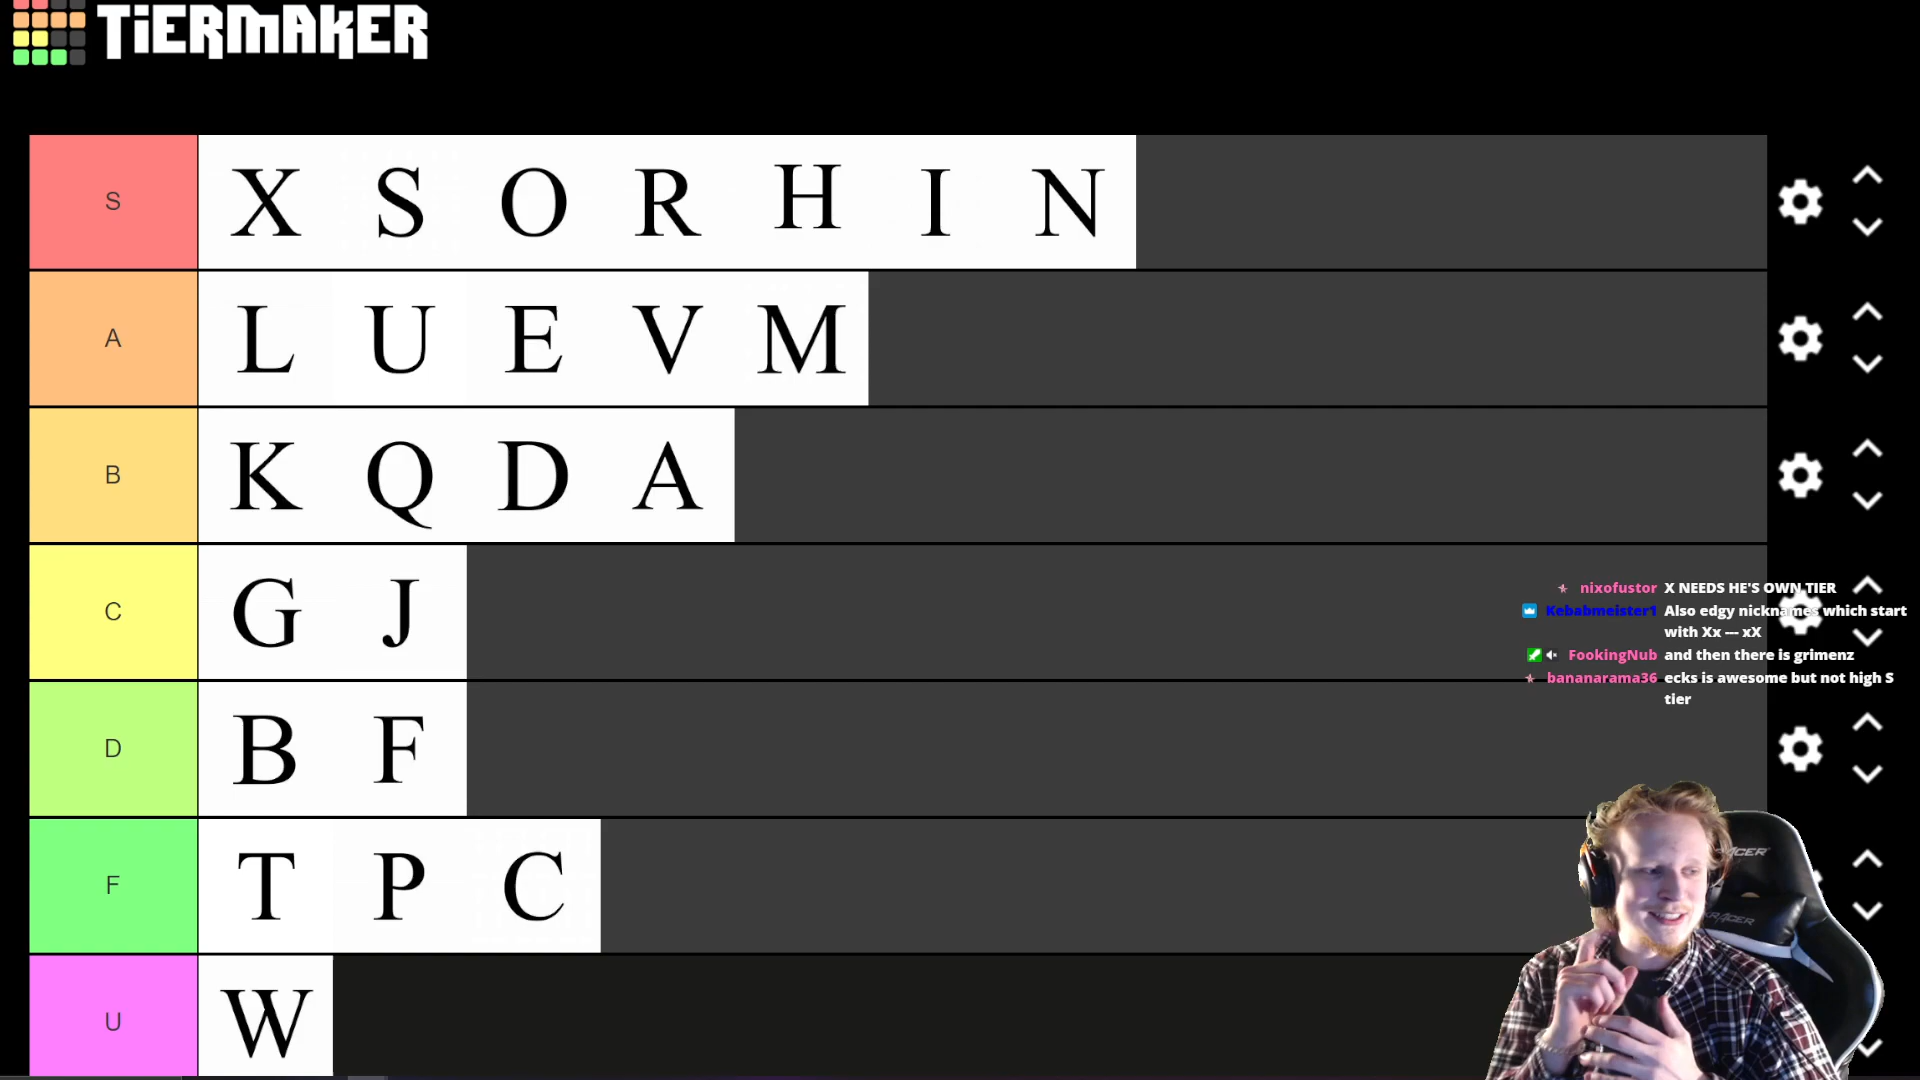 TiERMAKER
S X S O R H I N
A L U E V M
B K Q D A
C G J
nixofustor X NEEDS HE'S OWN TIER
Kebabmeister1 Also edgy nicknames which start
with Xx --- xX
FookingNub and then there is grimenz
bananarama36 ecks is awesome but not high S
tier
D B F
F T P C
U W